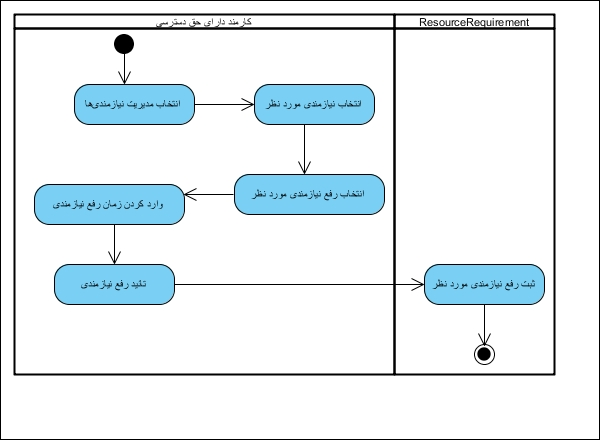 کارمند دارای حق دسترسی
ResourceRequirement
انتخاب مدیریت نیازمندی‌ها
انتخاب نیازمندی مورد نظر
انتخاب رفع نیازمندی مورد نظر
وارد کردن زمان رفع نیازمندی
تائید رفع نیازمندی
ثبت رفع نیازمندی مورد نظر